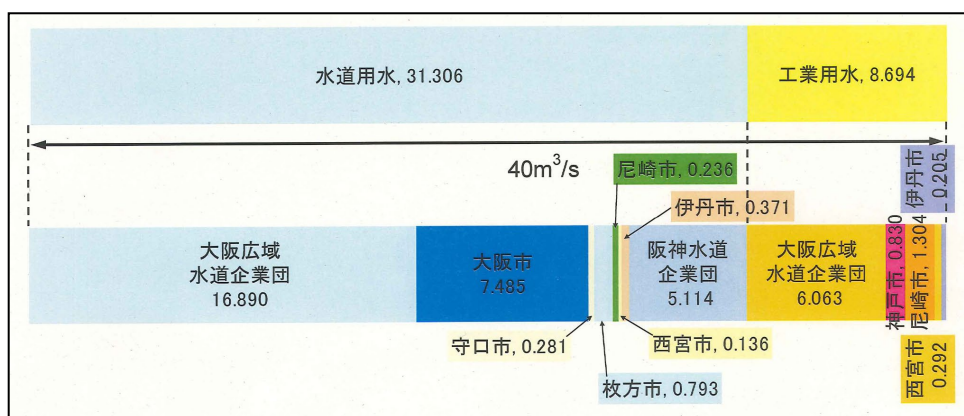 水道用水, 31.306
工業用水, 8.694
40m³/s
尼崎市, 0.236
伊丹市, 0.371
伊丹市
0.205
大阪広域
水道企業団
16.890
大阪市
7.485
阪神水道
企業団
5.114
大阪広域
水道企業団
6.063
神戸市, 0.830
尼崎市, 1.304
守口市, 0.281
西宮市, 0.136
枚方市, 0.793
西宮市
0.292